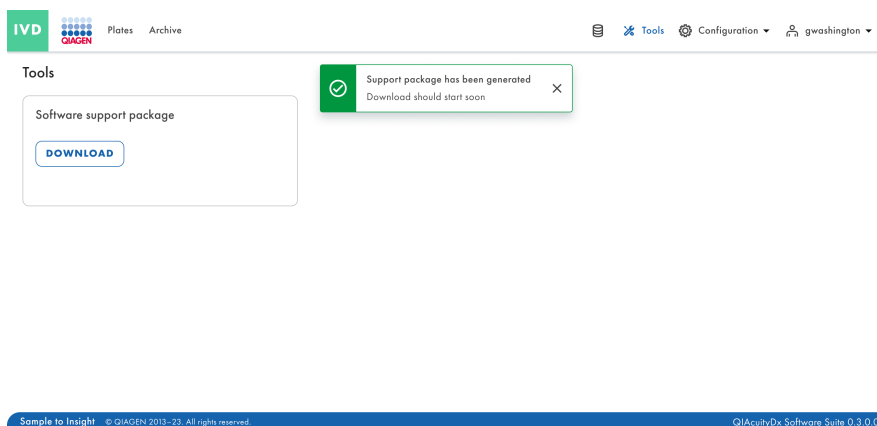 IVD
QIAGEN
Plates Archive
Tools Configuration gwashington
Tools
Support package has been generated
Download should start soon
Software support package
DOWNLOAD
Sample to Insight © QIAGEN 2013–23. All rights reserved.
QIAcuityDx Software Suite 0.3.0.0